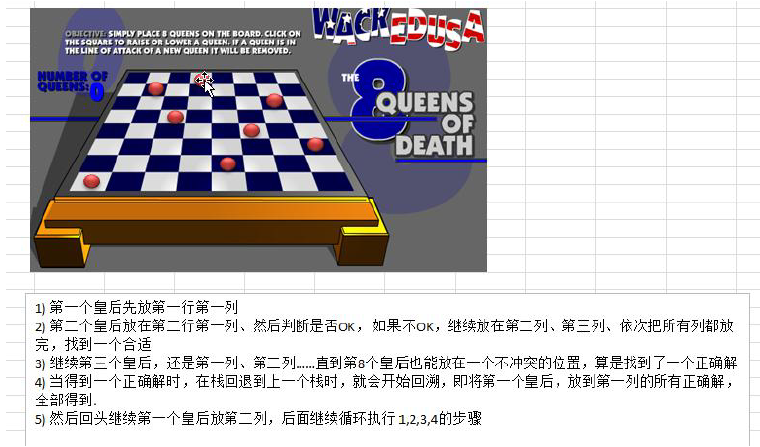 WACKEDUSA
OBJECTIVE: SIMPLY PLACE 8 QUEENS ON THE BOARD. CLICK ON
THE SQUARE TO RAISE OR LOWER A QUEEN. IF A QUEEN IS IN
THE LINE OF ATTACK OF A NEW QUEEN IT WILL BE REMOVED.
NUMBER OF
QUEENS: 0
THE
8
QUEENS
OF
DEATH
1) 第一个皇后先放第一行第一列
2) 第二个皇后放在第二行第一列、然后判断是否OK，如果不OK，继续放在第二列、第三列、依次把所有列都放
完，找到一个合适
3) 继续第三个皇后，还是第一列、第二列……直到第8个皇后也能放在一个不冲突的位置，算是找到了一个正确解
4) 当得到一个正确解时，在栈回退到上一个栈时，就会开始回溯，即将第一个皇后，放到第一列的所有正确解，
全部得到.
5) 然后回头继续第一个皇后放第二列，后面继续循环执行 1,2,3,4的步骤